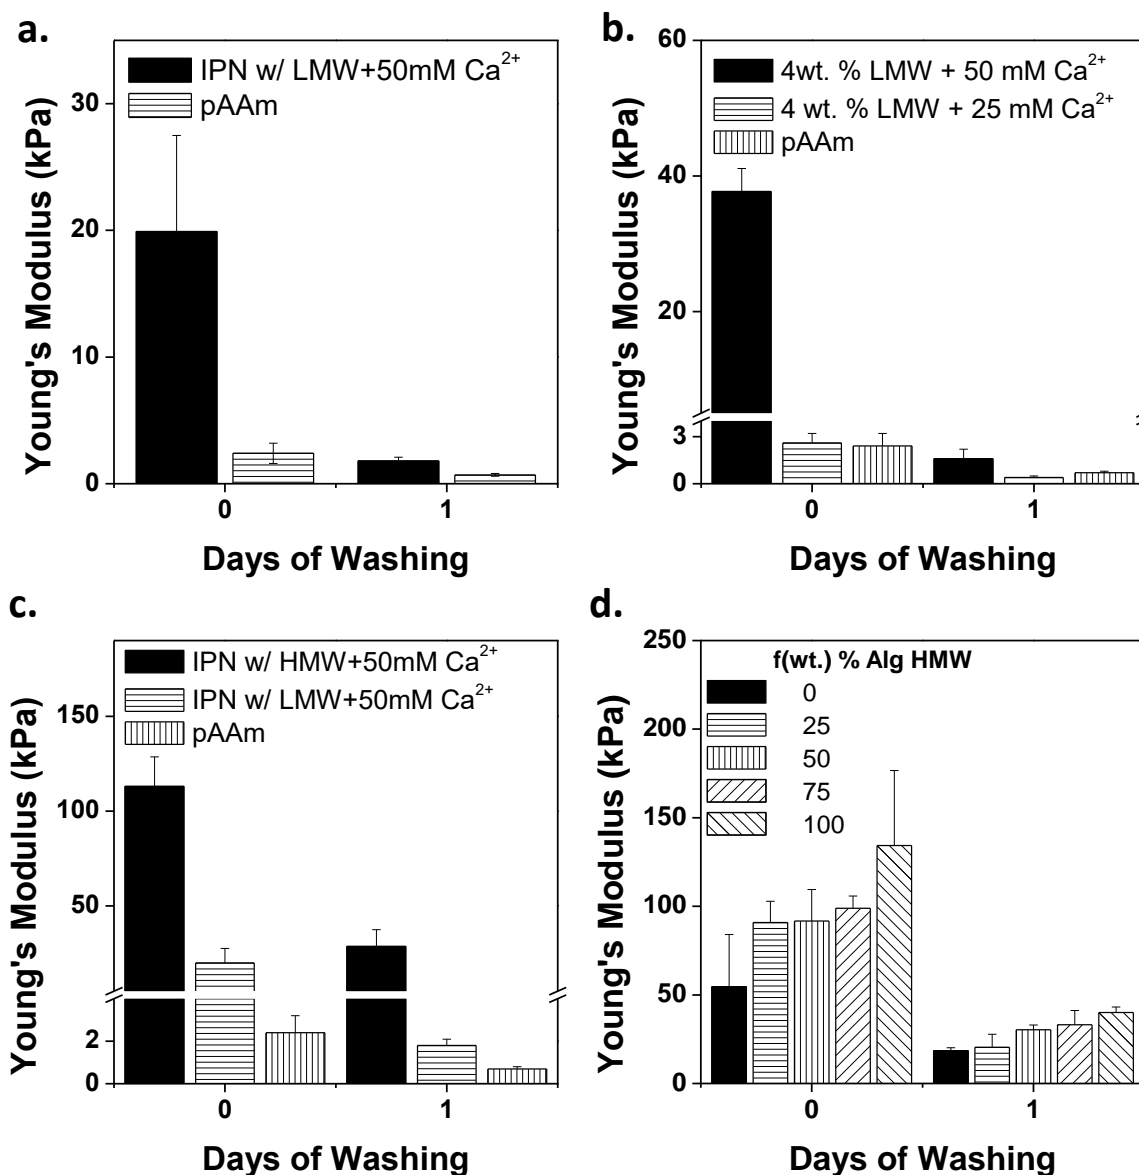 a.
Young's Modulus (kPa)
30
20
10
0
IPN w/ LMW+50mM Ca²⁺
pAAm
0 1
Days of Washing
b.
Young's Modulus (kPa)
60
40
20
3
0
4wt. % LMW + 50 mM Ca²⁺
4 wt. % LMW + 25 mM Ca²⁺
pAAm
0 1
Days of Washing
c.
Young's Modulus (kPa)
150
100
50
2
0
IPN w/ HMW+50mM Ca²⁺
IPN w/ LMW+50mM Ca²⁺
pAAm
0 1
Days of Washing
d.
Young's Modulus (kPa)
250
200
150
100
50
0
f(wt.) % Alg HMW
0
25
50
75
100
0 1
Days of Washing